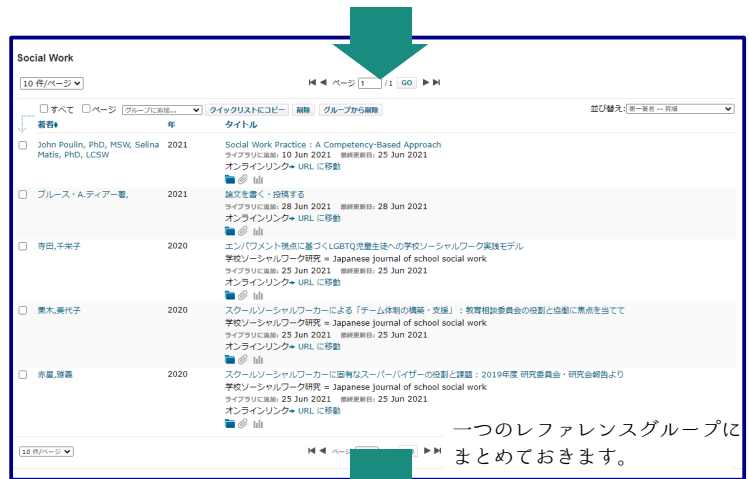 Social Work
10 件/ページ
ページ 1 / 1 GO
すべて ページ グループに追加... クイックリストにコピー 削除 グループから削除 並び替え: 第一著者 -- 昇順
著者 年 タイトル
John Poulin, PhD, MSW, Selina 2021 Social Work Practice : A Competency-Based Approach
Matis, PhD, LCSW ライブラリに追加: 10 Jun 2021 最終更新日: 25 Jun 2021
オンラインリンク➔ URL に移動
ブルース・A.ディアー著, 2021 論文を書く・投稿する
ライブラリに追加: 28 Jun 2021 最終更新日: 28 Jun 2021
オンラインリンク➔ URL に移動
寺田,千栄子 2020 エンパワメント視点に基づくLGBTQ児童生徒への学校ソーシャルワーク実践モデル
学校ソーシャルワーク研究 = Japanese journal of school social work
ライブラリに追加: 25 Jun 2021 最終更新日: 25 Jun 2021
オンラインリンク➔ URL に移動
栗木,美代子 2020 スクールソーシャルワーカーによる「チーム体制の構築・支援」 : 教育相談委員会の役割と協働に焦点を当てて
学校ソーシャルワーク研究 = Japanese journal of school social work
ライブラリに追加: 25 Jun 2021 最終更新日: 25 Jun 2021
オンラインリンク➔ URL に移動
赤星,雅義 2020 スクールソーシャルワーカーに固有なスーパーバイザーの役割と課題 : 2019年度 研究委員会・研究会報告より
学校ソーシャルワーク研究 = Japanese journal of school social work
ライブラリに追加: 25 Jun 2021 最終更新日: 25 Jun 2021
オンラインリンク➔ URL に移動
一つのレファレンスグループに
まとめておきます。
10 件/ページ